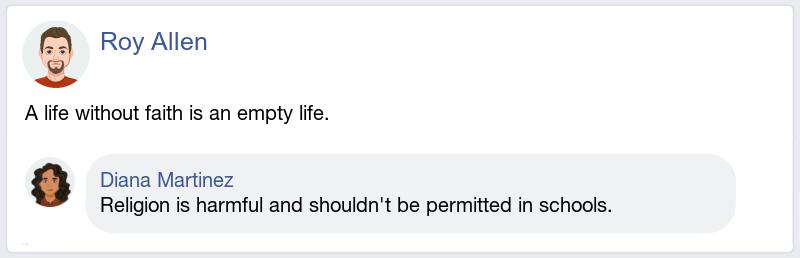 Roy Allen
A life without faith is an empty life.
Diana Martinez
Religion is harmful and shouldn't be permitted in schools.